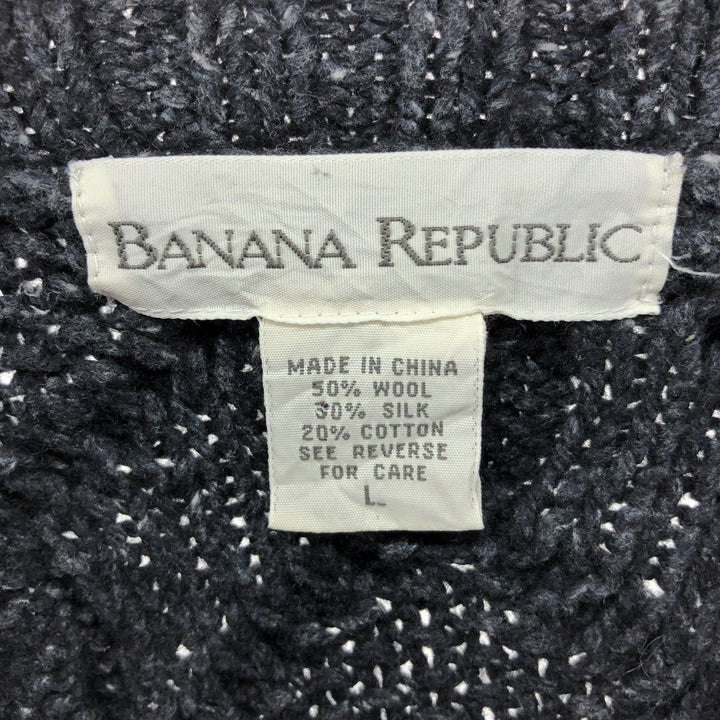 BANANA REPUBLIC
MADE IN CHINA
50% WOOL
30% SILK
20% COTTON
SEE REVERSE
FOR CARE
L